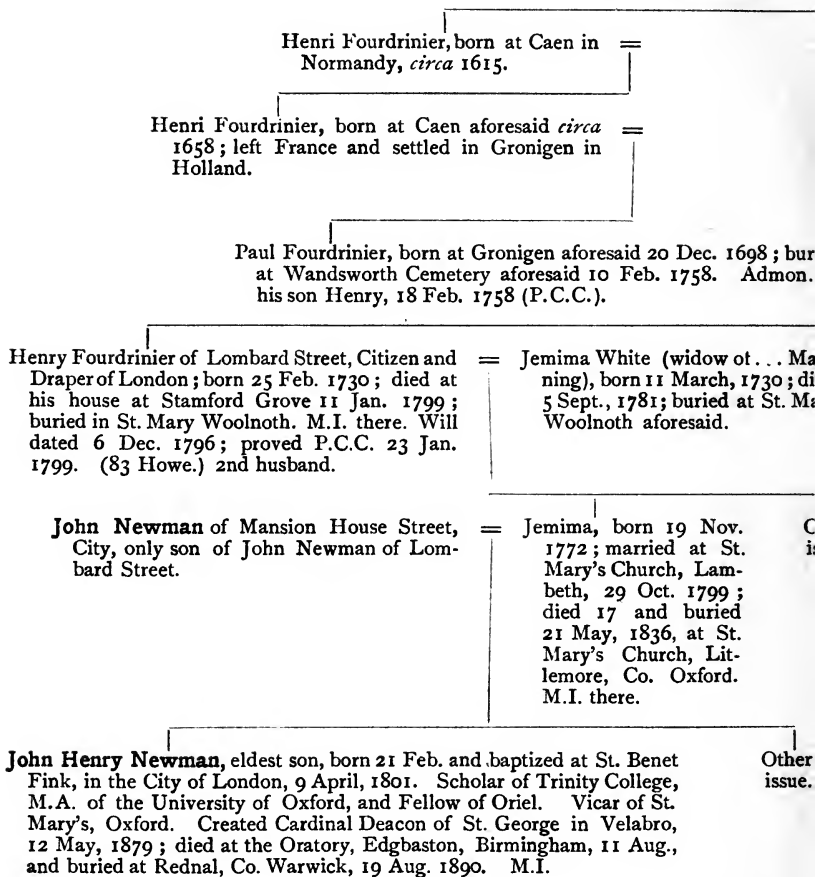 Henri Fourdrinier, born at Caen in =
Normandy, circa 1615.
Henri Fourdrinier, born at Caen aforesaid circa =
1658 ; left France and settled in Gronigen in
Holland.
Paul Fourdrinier, born at Gronigen aforesaid 20 Dec. 1698 ; bur
at Wandsworth Cemetery aforesaid 10 Feb. 1758. Admon.
his son Henry, 18 Feb. 1758 (P.C.C.).
Henry Fourdrinier of Lombard Street, Citizen and =
Draper of London ; born 25 Feb. 1730 ; died at
his house at Stamford Grove 11 Jan. 1799 ;
buried in St. Mary Woolnoth. M.I. there. Will
dated 6 Dec. 1796 ; proved P.C.C. 23 Jan.
1799. (83 Howe.) 2nd husband.
Jemima White (widow of ... Ma
ning), born 11 March, 1730 ; di
5 Sept., 1781 ; buried at St. Ma
Woolnoth aforesaid.
John Newman of Mansion House Street, =
City, only son of John Newman of Lom-
bard Street.
Jemima, born 19 Nov.
1772 ; married at St.
Mary's Church, Lam-
beth, 29 Oct. 1799 ;
died 17 and buried
21 May, 1836, at St.
Mary's Church, Lit-
tlemore, Co. Oxford.
M.I. there.
John Henry Newman, eldest son, born 21 Feb. and baptized at St. Benet
Fink, in the City of London, 9 April, 1801. Scholar of Trinity College,
M.A. of the University of Oxford, and Fellow of Oriel. Vicar of St.
Mary's, Oxford. Created Cardinal Deacon of St. George in Velabro,
12 May, 1879 ; died at the Oratory, Edgbaston, Birmingham, 11 Aug.,
and buried at Rednal, Co. Warwick, 19 Aug. 1890. M.I.
Other
issue.